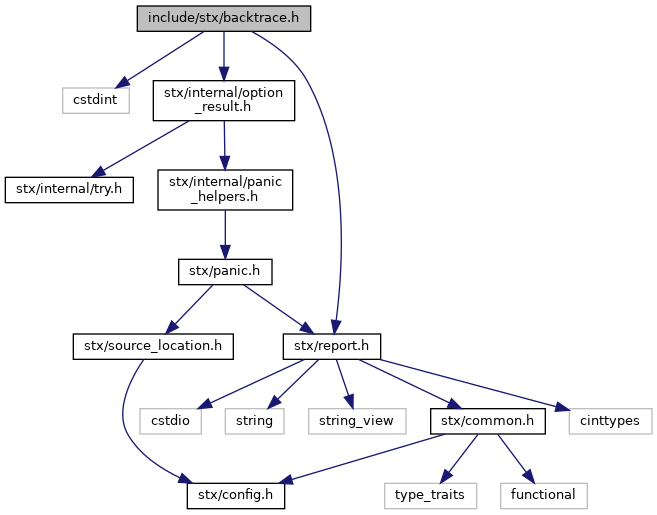 include/stx/backtrace.h
cstdint
stx/internal/option
_result.h
stx/internal/try.h
stx/internal/panic
_helpers.h
stx/panic.h
stx/source_location.h
stx/report.h
cstdio
string
string_view
stx/common.h
cinttypes
stx/config.h
type_traits
functional